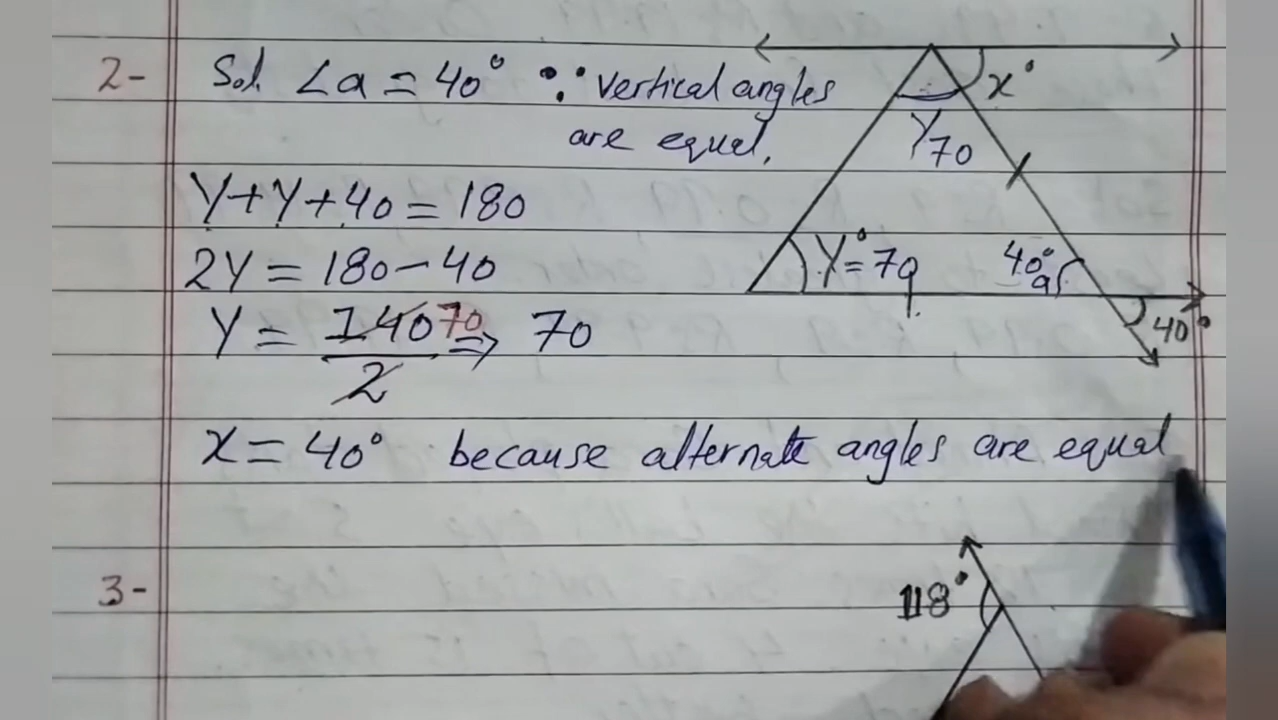 2- Sol. ∠a = 40° ∵ vertical angles
are equal.
x°
Y 70
Y + Y + 40 = 180
2Y = 180 - 40
Y° = 70
40°
a
40°
Y = 140 70 / 2 ⇒ 70
x = 40° because alternate angles are equal
3-
118°